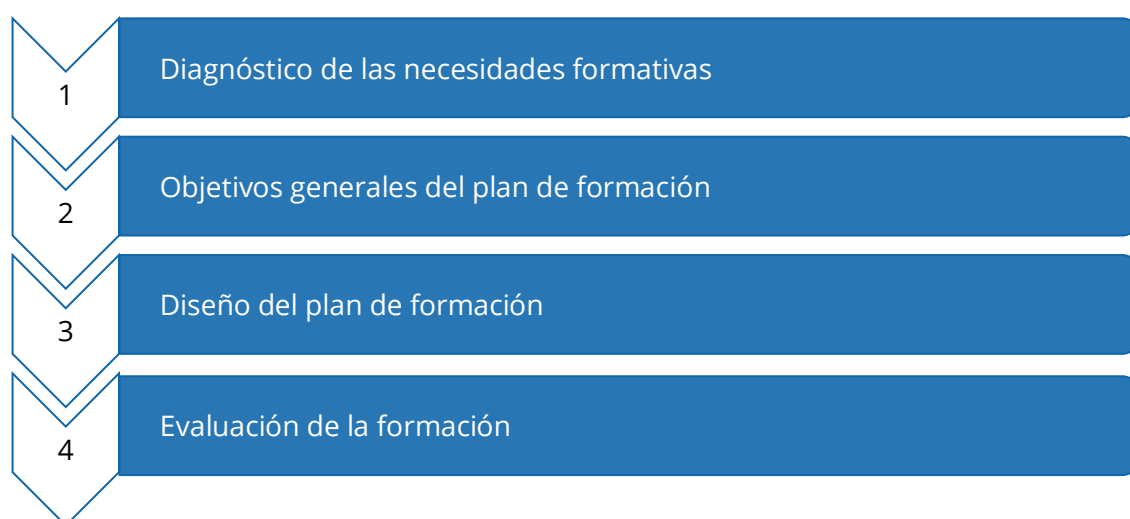 1
Diagnóstico de las necesidades formativas
2
Objetivos generales del plan de formación
3
Diseño del plan de formación
4
Evaluación de la formación